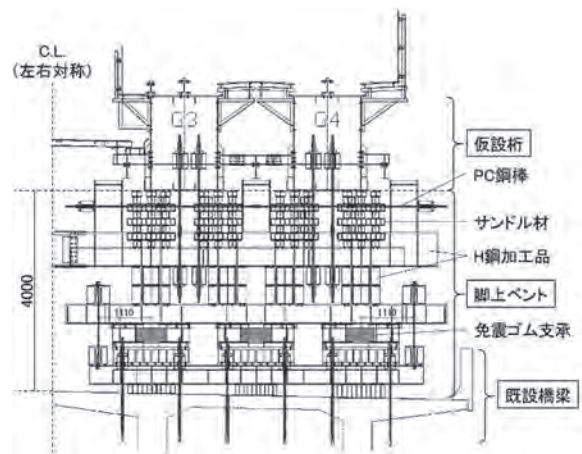 C.L.
(左右対称)
G3
G4
仮設桁
PC鋼棒
サンドル材
H鋼加工品
4000
脚上ベント
1110
1110
免震ゴム支承
既設橋梁